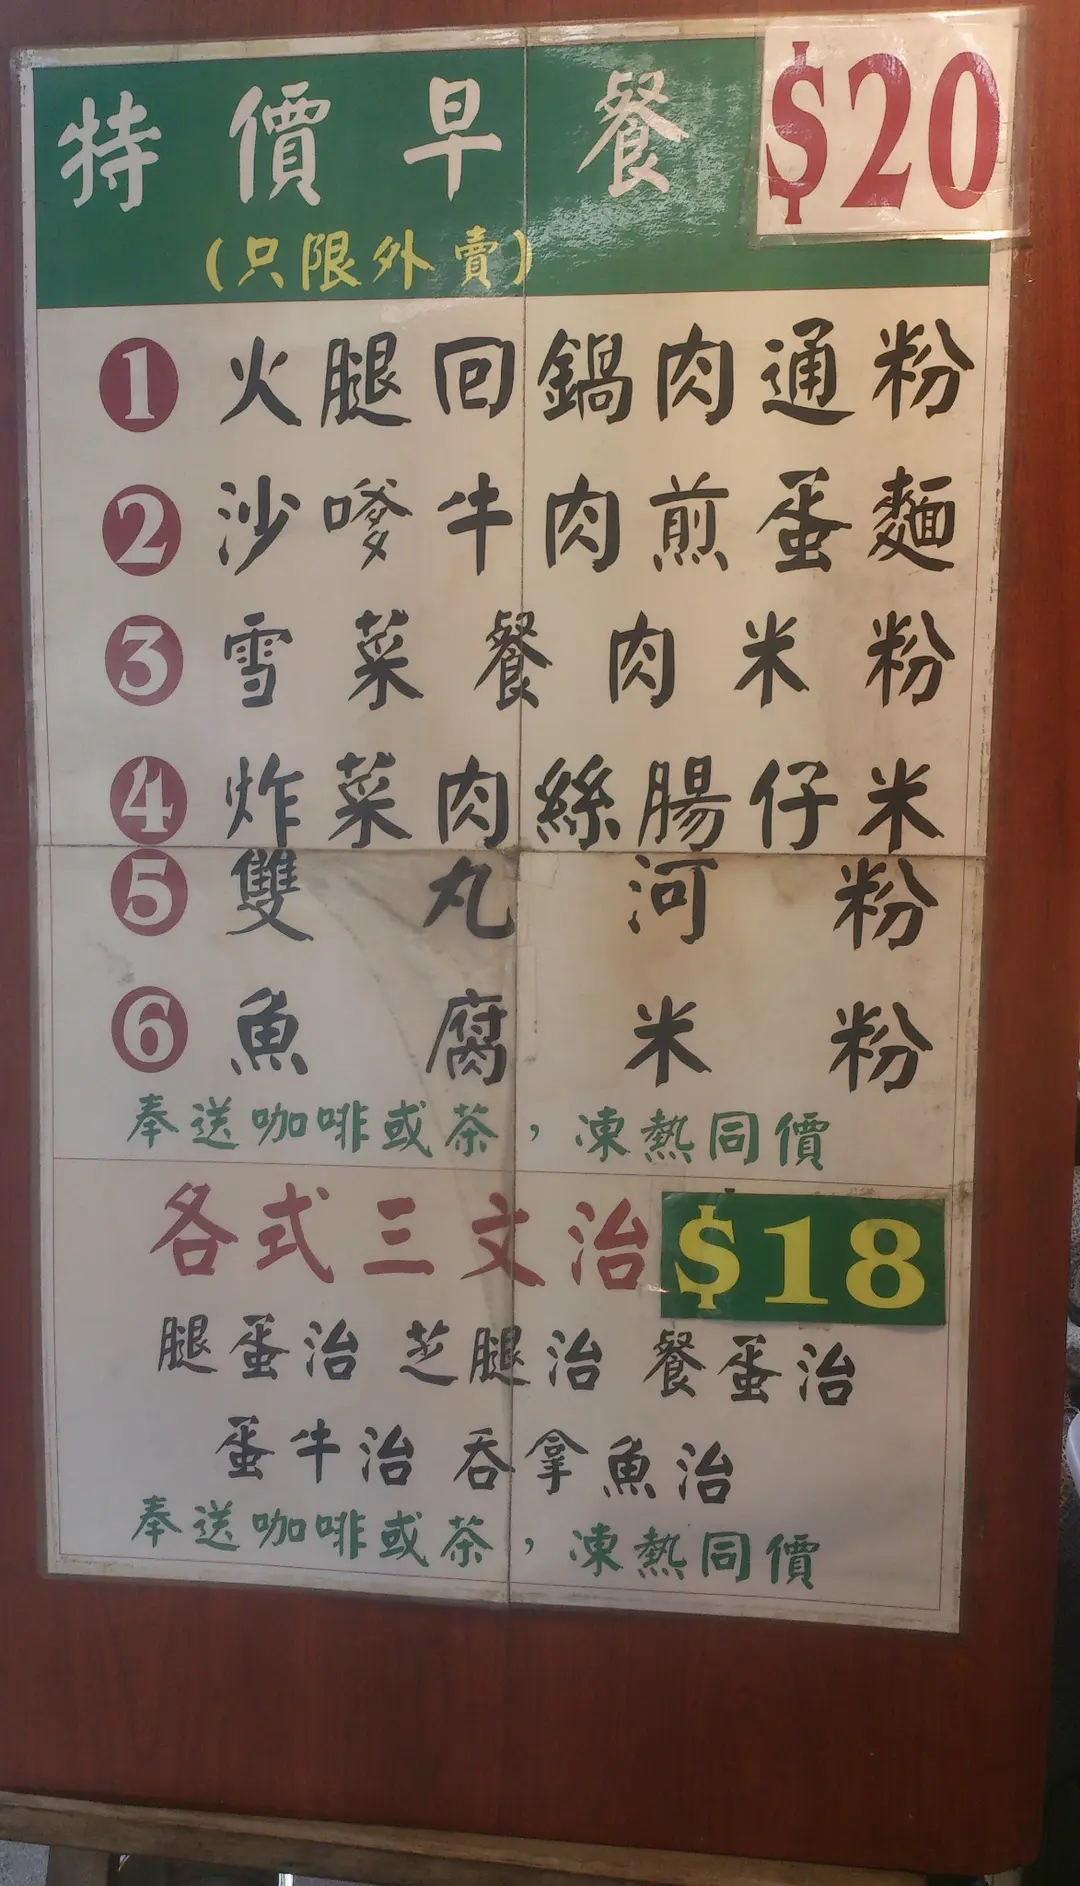 特價早餐 $20
(只限外賣)
1 火腿回鍋肉通粉
2 沙嗲牛肉煎蛋麵
3 雪菜餐肉米粉
4 炸菜肉絲腸仔米
5 雙丸河粉
6 魚腐米粉
奉送咖啡或茶，凍熱同價
各式三文治 $18
腿蛋治 芝腿治 餐蛋治
蛋牛治 吞拿魚治
奉送咖啡或茶，凍熱同價